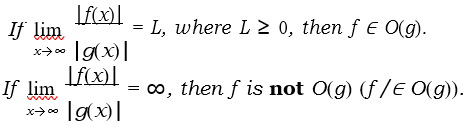 If lim x→∞ |f(x)| / |g(x)| = L, where L ≥ 0, then f ∈ O(g).
If lim x→∞ |f(x)| / |g(x)| = ∞, then f is not O(g) (f /∈ O(g)).